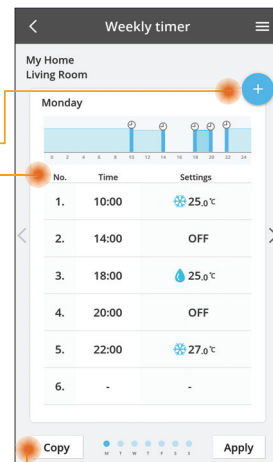 Weekly timer
My Home
Living Room
+
Monday
0 2 4 6 8 10 12 14 16 18 20 22 24
No. Time Settings
1. 10:00 25.0℃
2. 14:00 OFF
3. 18:00 25.0℃
4. 20:00 OFF
5. 22:00 27.0℃
6. - -
Copy M T W T F S S Apply